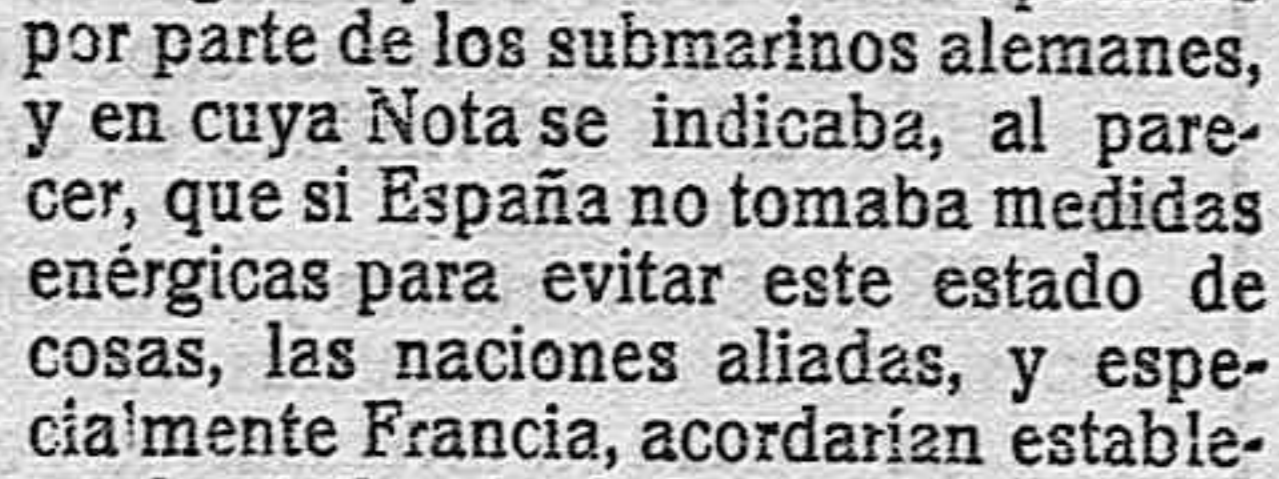 por parte de los submarinos alemanes,
y en cuya Nota se indicaba, al pare-
cer, que si España no tomaba medidas
enérgicas para evitar este estado de
cosas, las naciones aliadas, y espe-
cialmente Francia, acordarían estable-